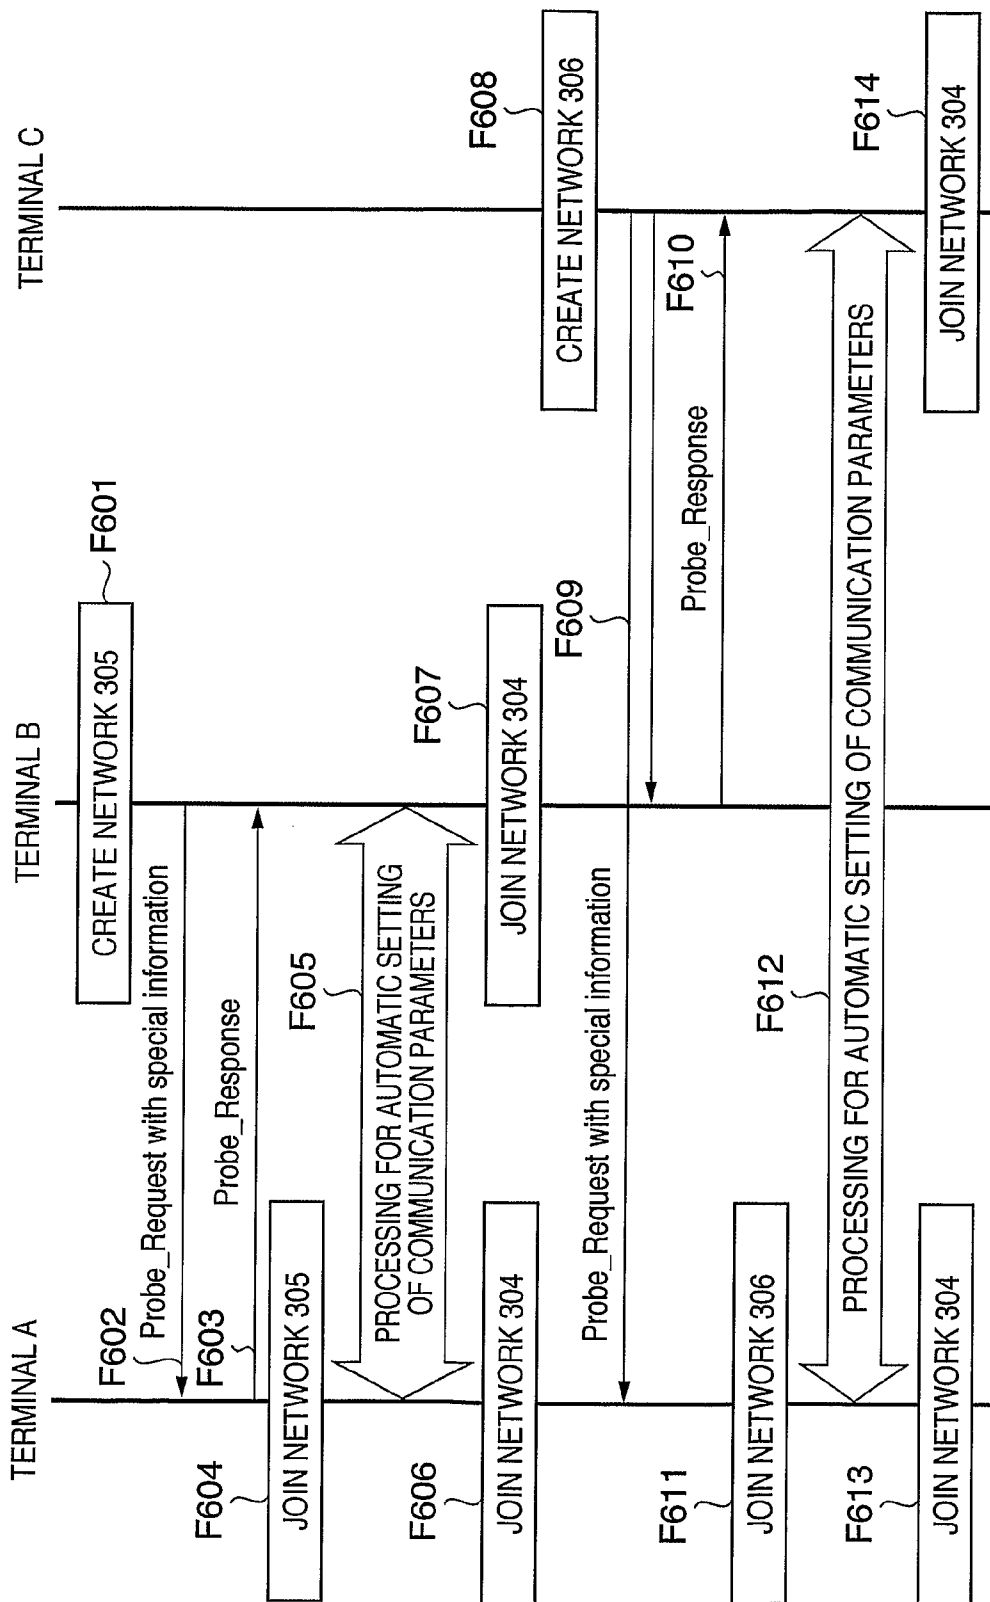 TERMINAL A
TERMINAL B
TERMINAL C
CREATE NETWORK 305
F601
Probe_Request with special information
F602
Probe_Response
F603
F604
JOIN NETWORK 305
F605
PROCESSING FOR AUTOMATIC SETTING
OF COMMUNICATION PARAMETERS
F606
JOIN NETWORK 304
F607
JOIN NETWORK 304
F608
CREATE NETWORK 306
F609
Probe_Request with special information
F610
Probe_Response
F611
JOIN NETWORK 306
F612
PROCESSING FOR AUTOMATIC SETTING OF COMMUNICATION PARAMETERS
F613
JOIN NETWORK 304
F614
JOIN NETWORK 304